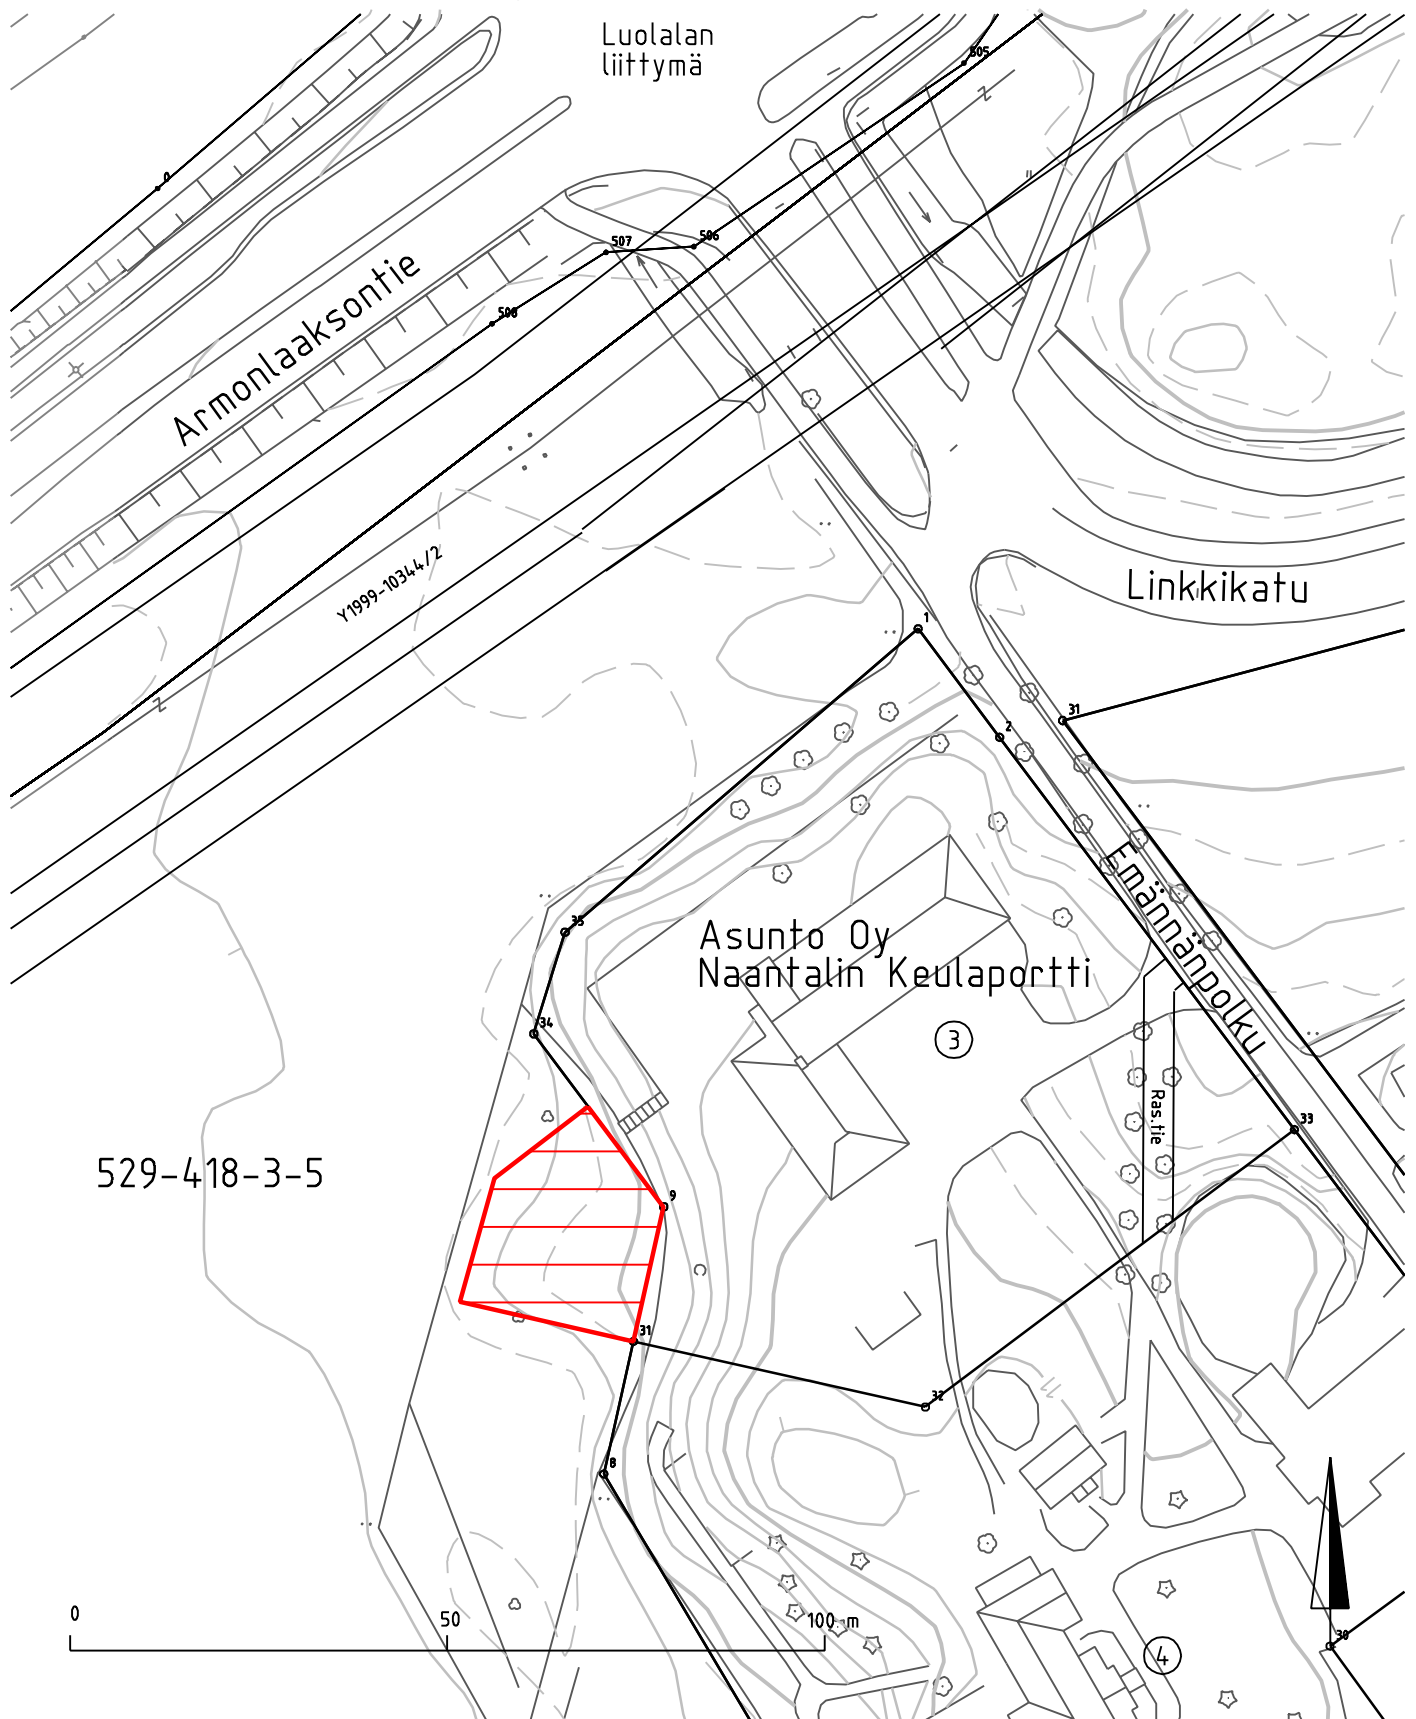 Luolalan
liittymä
505
0
506
507
508
Armonlaaksontie
Y1999-10344/2
Linkkikatu
1
31
2
Emännänpolku
35
Asunto Oy
Naantalin Keulaportti
34
3
Ras.tie
33
529-418-3-5
9
31
32
8
0
50
100 m
30
4